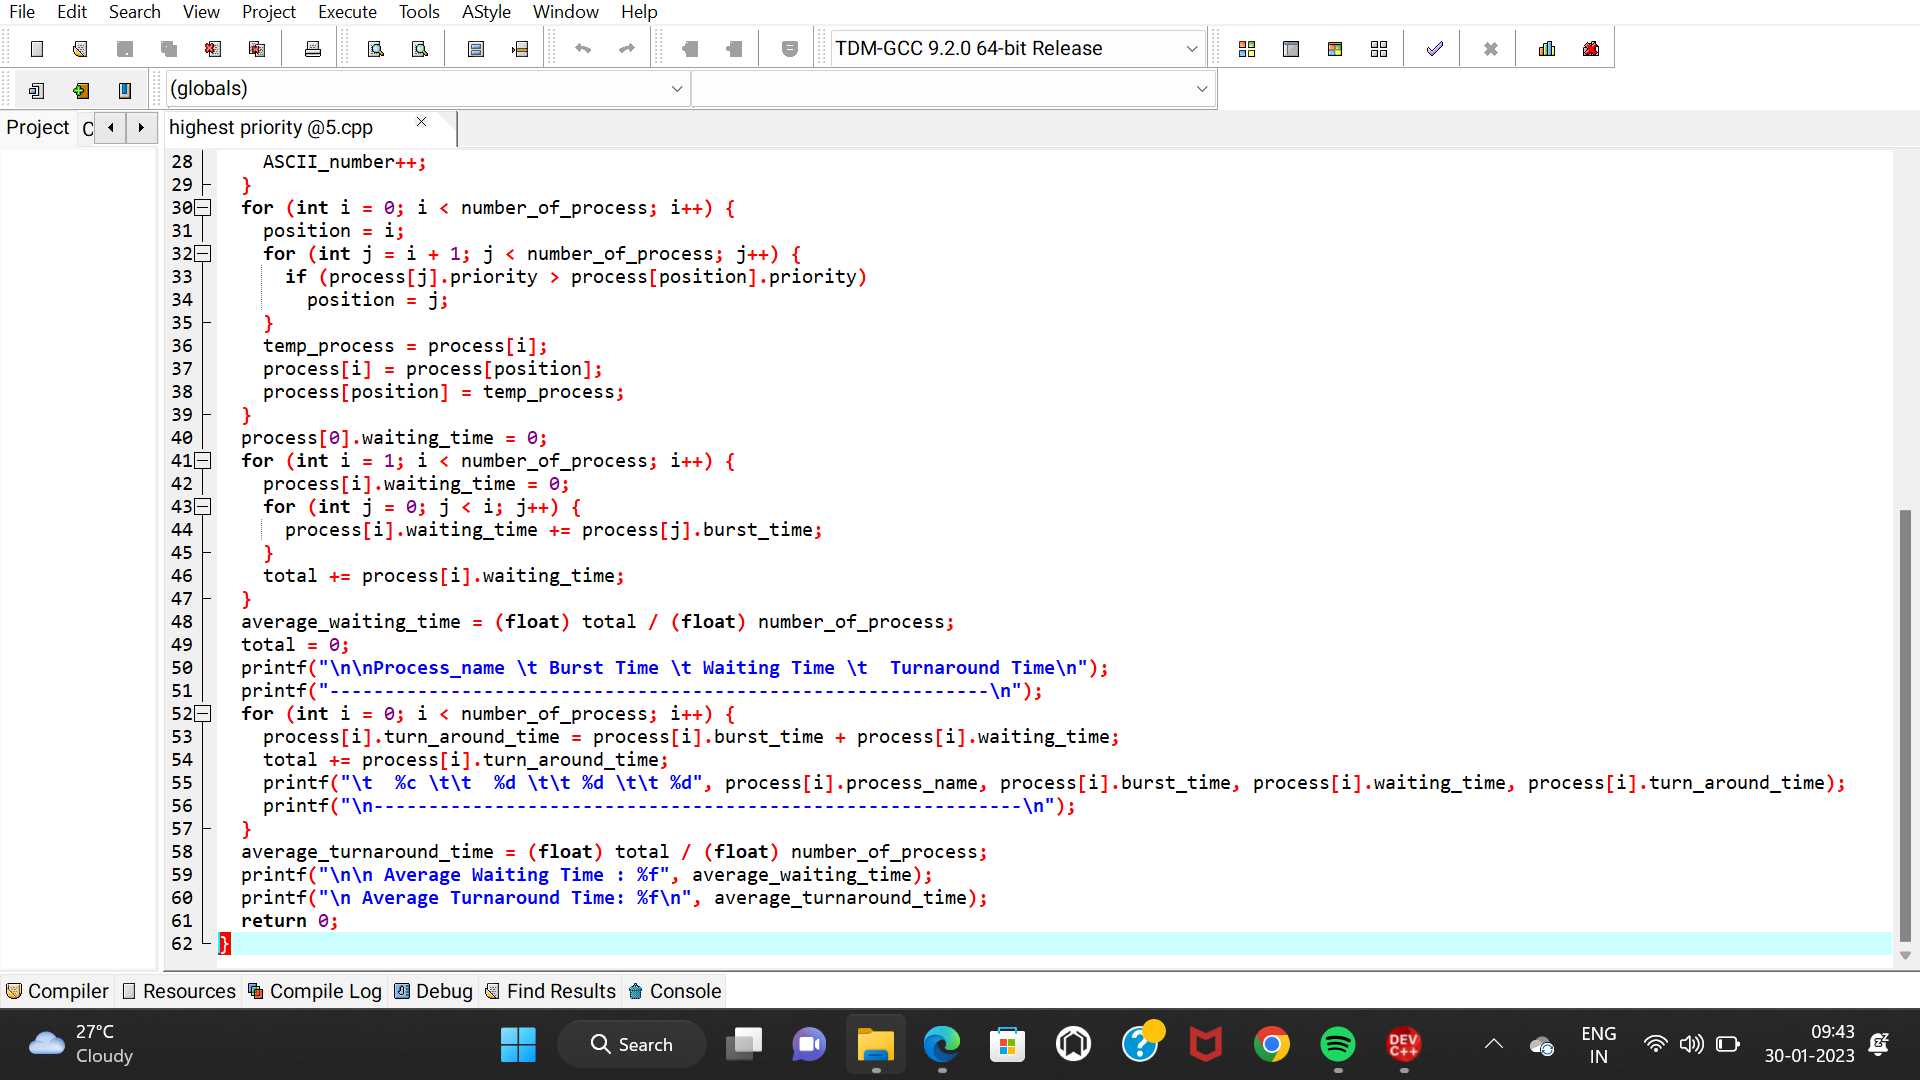 File Edit Search View Project Execute Tools AStyle Window Help
TDM-GCC 9.2.0 64-bit Release
(globals)
Project C highest priority @5.cpp
28 ASCII_number++;
29 }
30 for (int i = 0; i < number_of_process; i++) {
31 position = i;
32 for (int j = i + 1; j < number_of_process; j++) {
33 if (process[j].priority > process[position].priority)
34 position = j;
35 }
36 temp_process = process[i];
37 process[i] = process[position];
38 process[position] = temp_process;
39 }
40 process[0].waiting_time = 0;
41 for (int i = 1; i < number_of_process; i++) {
42 process[i].waiting_time = 0;
43 for (int j = 0; j < i; j++) {
44 process[i].waiting_time += process[j].burst_time;
45 }
46 total += process[i].waiting_time;
47 }
48 average_waiting_time = (float) total / (float) number_of_process;
49 total = 0;
50 printf("\n\nProcess_name \t Burst Time \t Waiting Time \t  Turnaround Time\n");
51 printf("------------------------------------------------------------\n");
52 for (int i = 0; i < number_of_process; i++) {
53 process[i].turn_around_time = process[i].burst_time + process[i].waiting_time;
54 total += process[i].turn_around_time;
55 printf("\t  %c \t\t  %d \t\t %d \t\t %d", process[i].process_name, process[i].burst_time, process[i].waiting_time, process[i].turn_around_time);
56 printf("\n-----------------------------------------------------------\n");
57 }
58 average_turnaround_time = (float) total / (float) number_of_process;
59 printf("\n\n Average Waiting Time : %f", average_waiting_time);
60 printf("\n Average Turnaround Time: %f\n", average_turnaround_time);
61 return 0;
62 }
Compiler Resources Compile Log Debug Find Results Console
27°C
Cloudy
Search
DEV
C++
ENG
IN
09:43
30-01-2023